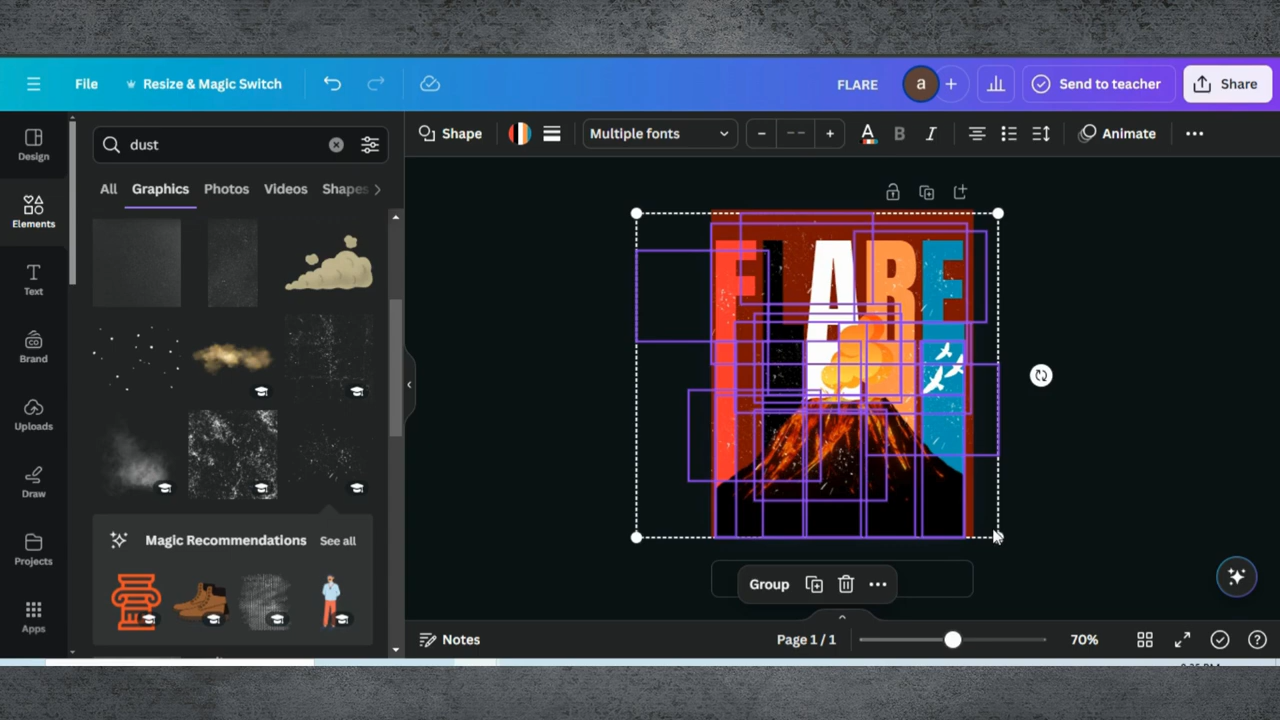 File
Resize & Magic Switch
FLARE
a
Send to teacher
Share
Design
Elements
Text
Brand
Uploads
Draw
Projects
Apps
dust
All Graphics Photos Videos Shapes
Magic Recommendations See all
Shape
Multiple fonts
– -- +
A B I
Animate
FLARE
Group
Notes
Page 1 / 1
70%